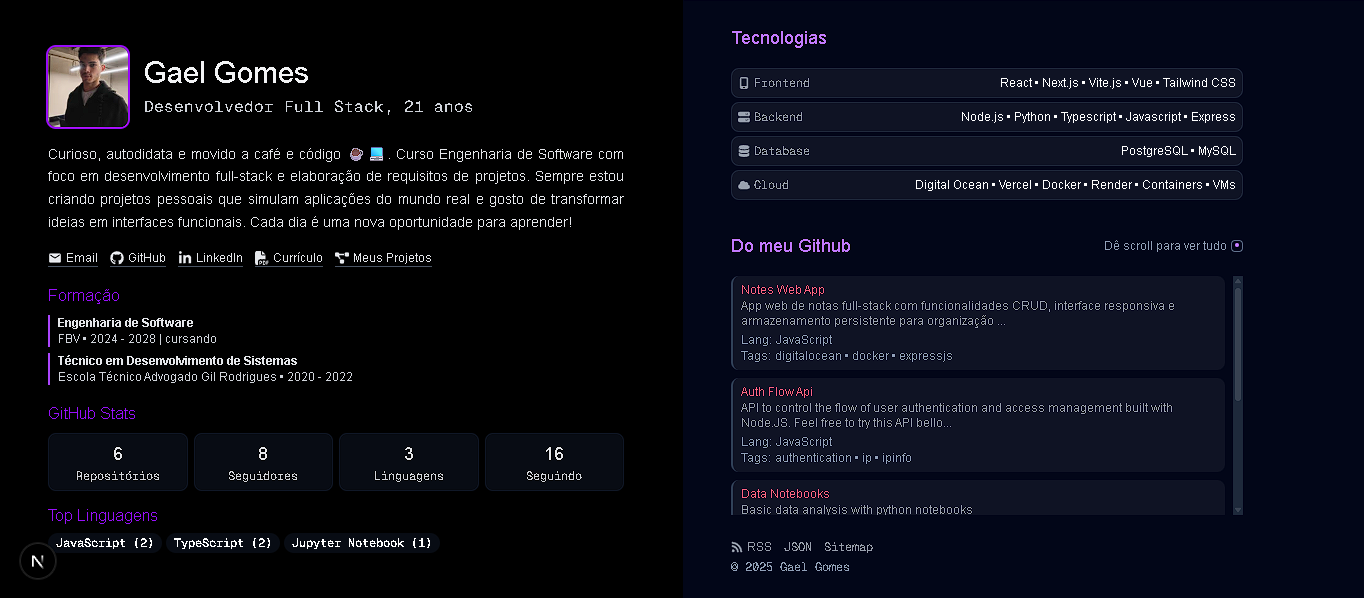 Gael Gomes
Desenvolvedor Full Stack, 21 anos
Curioso, autodidata e movido a café e código ☕ 💻 . Curso Engenharia de Software com
foco em desenvolvimento full-stack e elaboração de requisitos de projetos. Sempre estou
criando projetos pessoais que simulam aplicações do mundo real e gosto de transformar
ideias em interfaces funcionais. Cada dia é uma nova oportunidade para aprender!
Email GitHub LinkedIn Currículo Meus Projetos
Formação
Engenharia de Software
FBV • 2024 - 2028 | cursando
Técnico em Desenvolvimento de Sistemas
Escola Técnico Advogado Gil Rodrigues • 2020 - 2022
GitHub Stats
6 8 3 16
Repositórios Seguidores Linguagens Seguindo
Top Linguagens
JavaScript (2) TypeScript (2) Jupyter Notebook (1)
N
Tecnologias
Frontend React • Next.js • Vite.js • Vue • Tailwind CSS
Backend Node.js • Python • Typescript • Javascript • Express
Database PostgreSQL • MySQL
Cloud Digital Ocean • Vercel • Docker • Render • Containers • VMs
Do meu Github Dê scroll para ver tudo
Notes Web App
App web de notas full-stack com funcionalidades CRUD, interface responsiva e
armazenamento persistente para organização ...
Lang: JavaScript
Tags: digitalocean • docker • expressjs
Auth Flow Api
API to control the flow of user authentication and access management built with
Node.JS. Feel free to try this API bello...
Lang: JavaScript
Tags: authentication • ip • ipinfo
Data Notebooks
Basic data analysis with python notebooks
RSS JSON Sitemap
© 2025 Gael Gomes